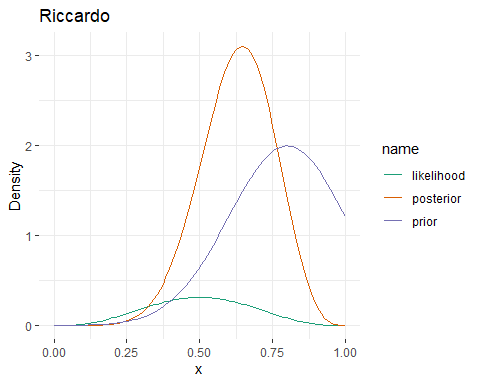 Riccardo
3
2
1
0
Density
0.00 0.25 0.50 0.75 1.00
x
name
likelihood
posterior
prior